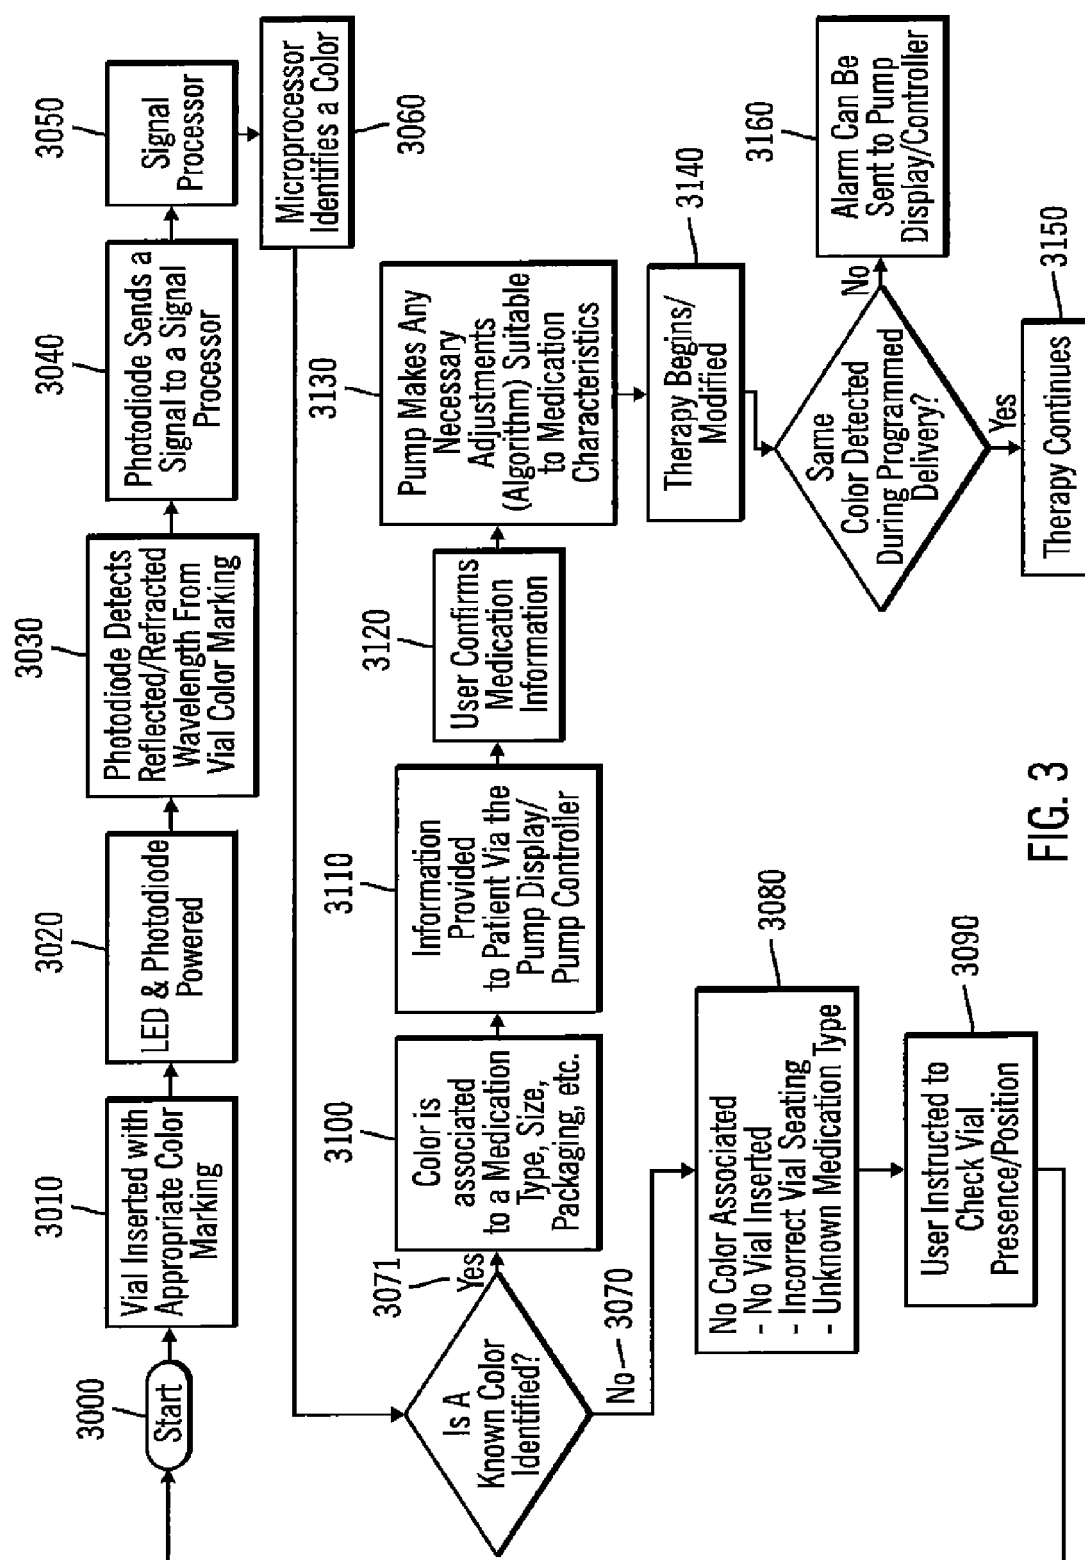 3000
Start
3010
Vial Inserted with
Appropriate Color
Marking
3020
LED & Photodiode
Powered
3030
Photodiode Detects
Reflected/Refracted
Wavelength From
Vial Color Marking
3040
Photodiode Sends a
Signal to a Signal
Processor
3050
Signal
Processor
Microprocessor
Identifies a Color
3060
Is A
Known Color
Identified?
3071
Yes
No
3070
3100
Color is
associated
to a Medication
Type, Size,
Packaging, etc.
3110
Information
Provided
to Patient Via the
Pump Display/
Pump Controller
3120
User Confirms
Medication
Information
3130
Pump Makes Any
Necessary
Adjustments
(Algorithm) Suitable
to Medication
Characteristics
3140
Therapy Begins/
Modified
Same
Color Detected
During Programmed
Delivery?
No
Yes
3160
Alarm Can Be
Sent to Pump
Display/Controller
3150
Therapy Continues
3080
No Color Associated
- No Vial Inserted
- Incorrect Vial Seating
- Unknown Medication Type
3090
User Instructed to
Check Vial
Presence/Position
FIG. 3